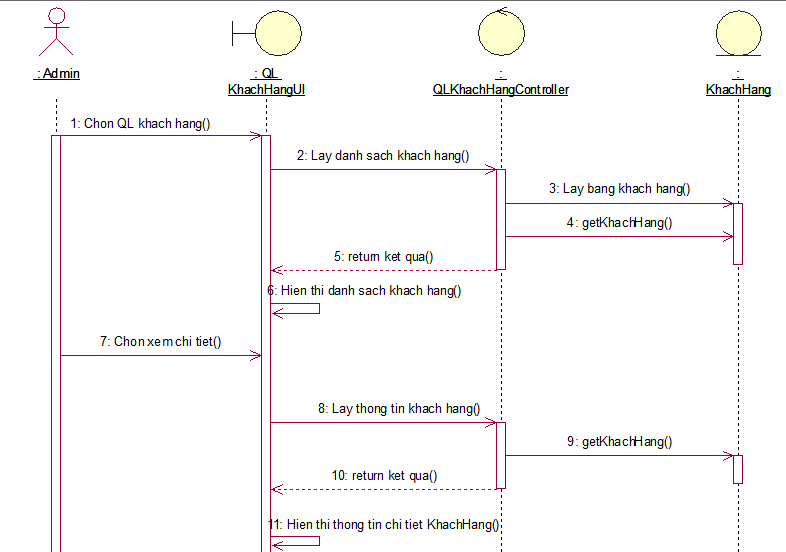 : Admin
: QL
KhachHangUI
:
QLKhachHangController
:
KhachHang
1: Chon QL khach hang()
2: Lay danh sach khach hang()
3: Lay bang khach hang()
4: getKhachHang()
5: return ket qua()
6: Hien thi danh sach khach hang()
7: Chon xem chi tiet()
8: Lay thong tin khach hang()
9: getKhachHang()
10: return ket qua()
11: Hien thi thong tin chi tiet KhachHang()